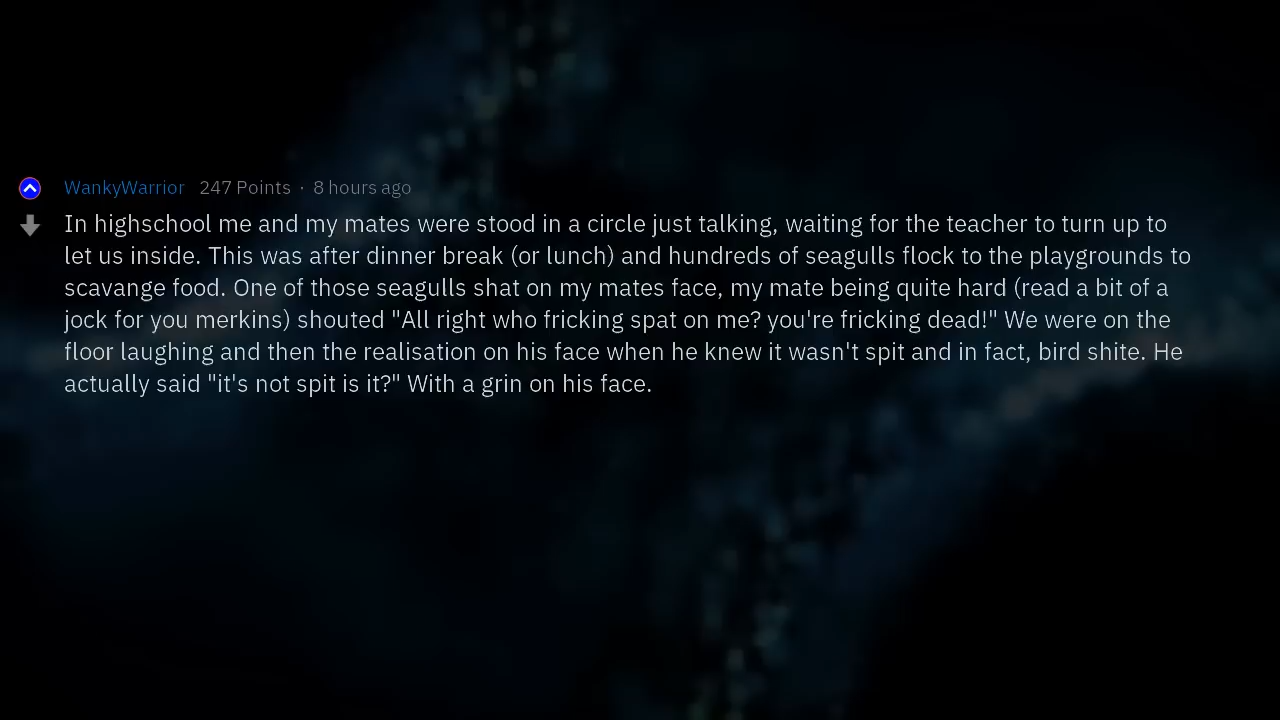 WankyWarrior 247 Points · 8 hours ago
In highschool me and my mates were stood in a circle just talking, waiting for the teacher to turn up to
let us inside. This was after dinner break (or lunch) and hundreds of seagulls flock to the playgrounds to
scavange food. One of those seagulls shat on my mates face, my mate being quite hard (read a bit of a
jock for you merkins) shouted "All right who fricking spat on me? you're fricking dead!" We were on the
floor laughing and then the realisation on his face when he knew it wasn't spit and in fact, bird shite. He
actually said "it's not spit is it?" With a grin on his face.